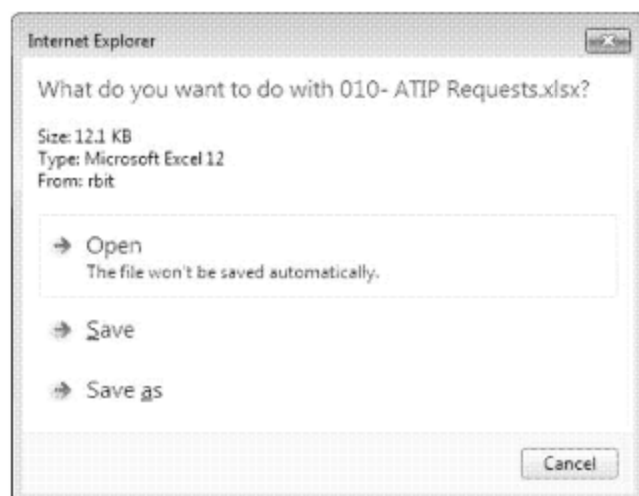 Internet Explorer
What do you want to do with 010- ATIP Requests.xlsx?
Size: 12.1 KB
Type: Microsoft Excel 12
From: rbit
Open
The file won't be saved automatically.
Save
Save as
Cancel